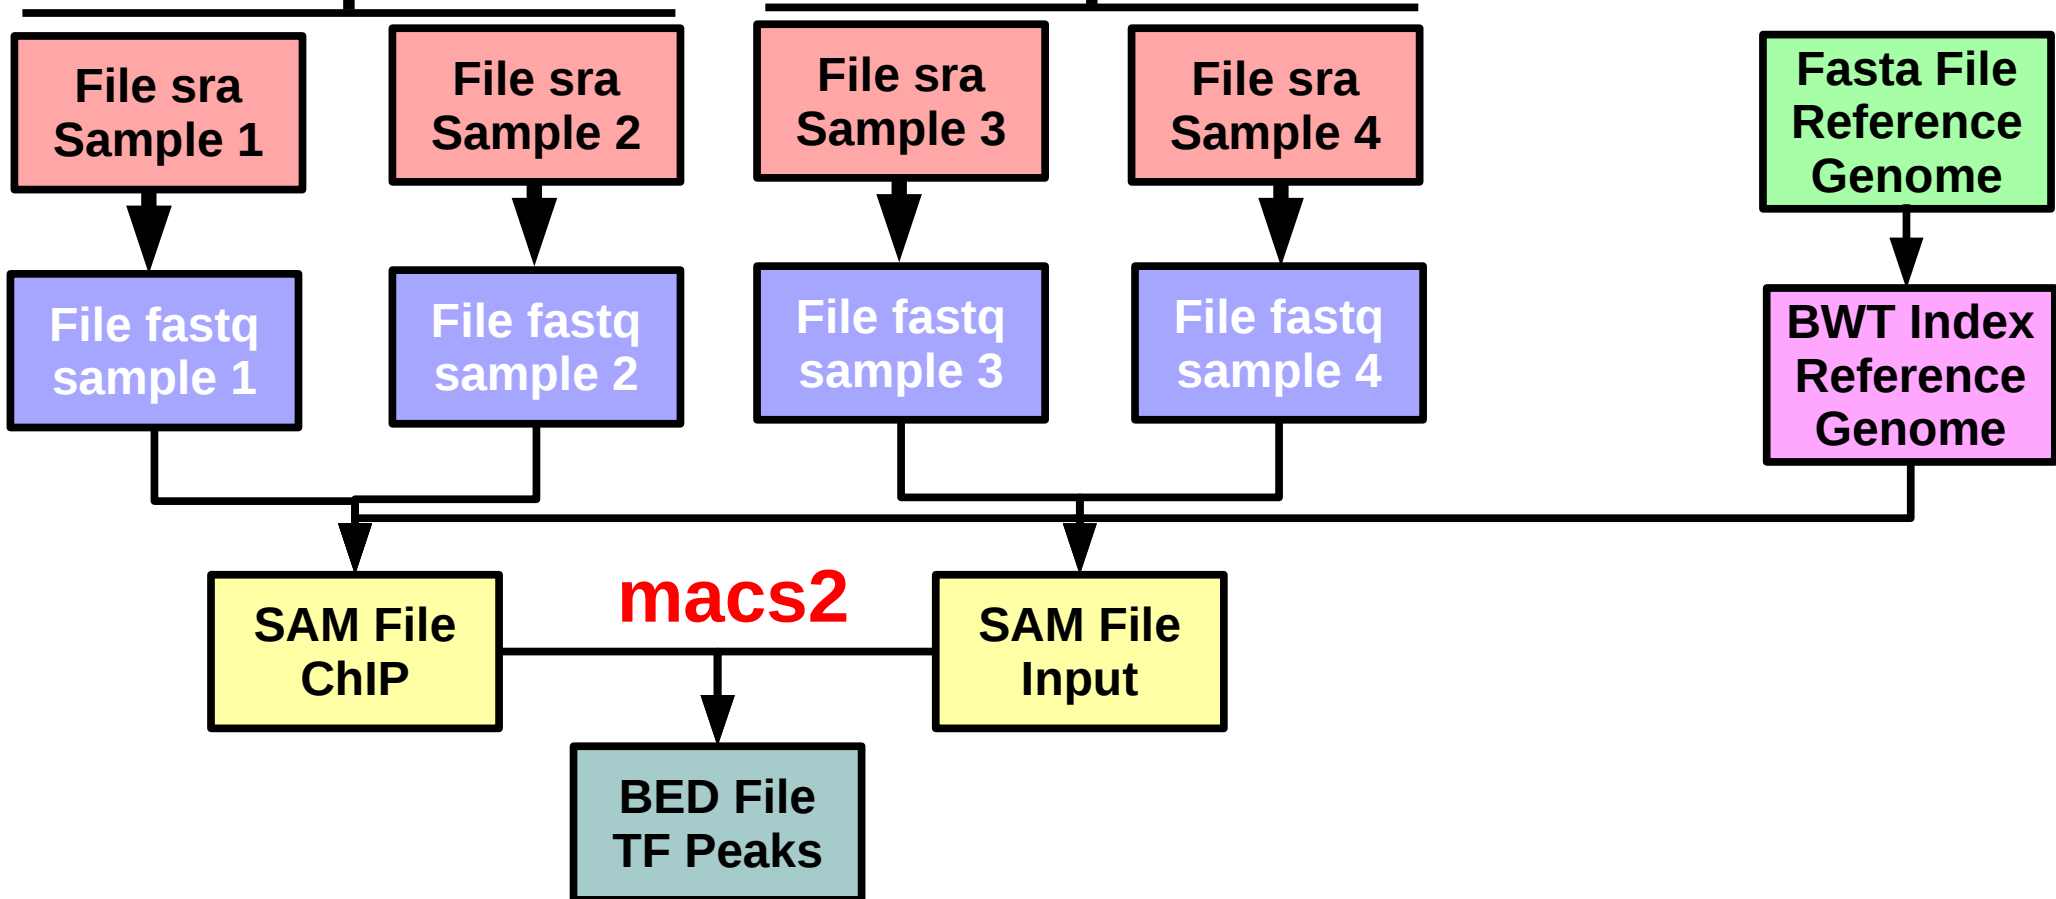 File sra
Sample 1
File sra
Sample 2
File sra
Sample 3
File sra
Sample 4
Fasta File
Reference
Genome
File fastq
sample 1
File fastq
sample 2
File fastq
sample 3
File fastq
sample 4
BWT Index
Reference
Genome
macs2
SAM File
ChIP
SAM File
Input
BED File
TF Peaks